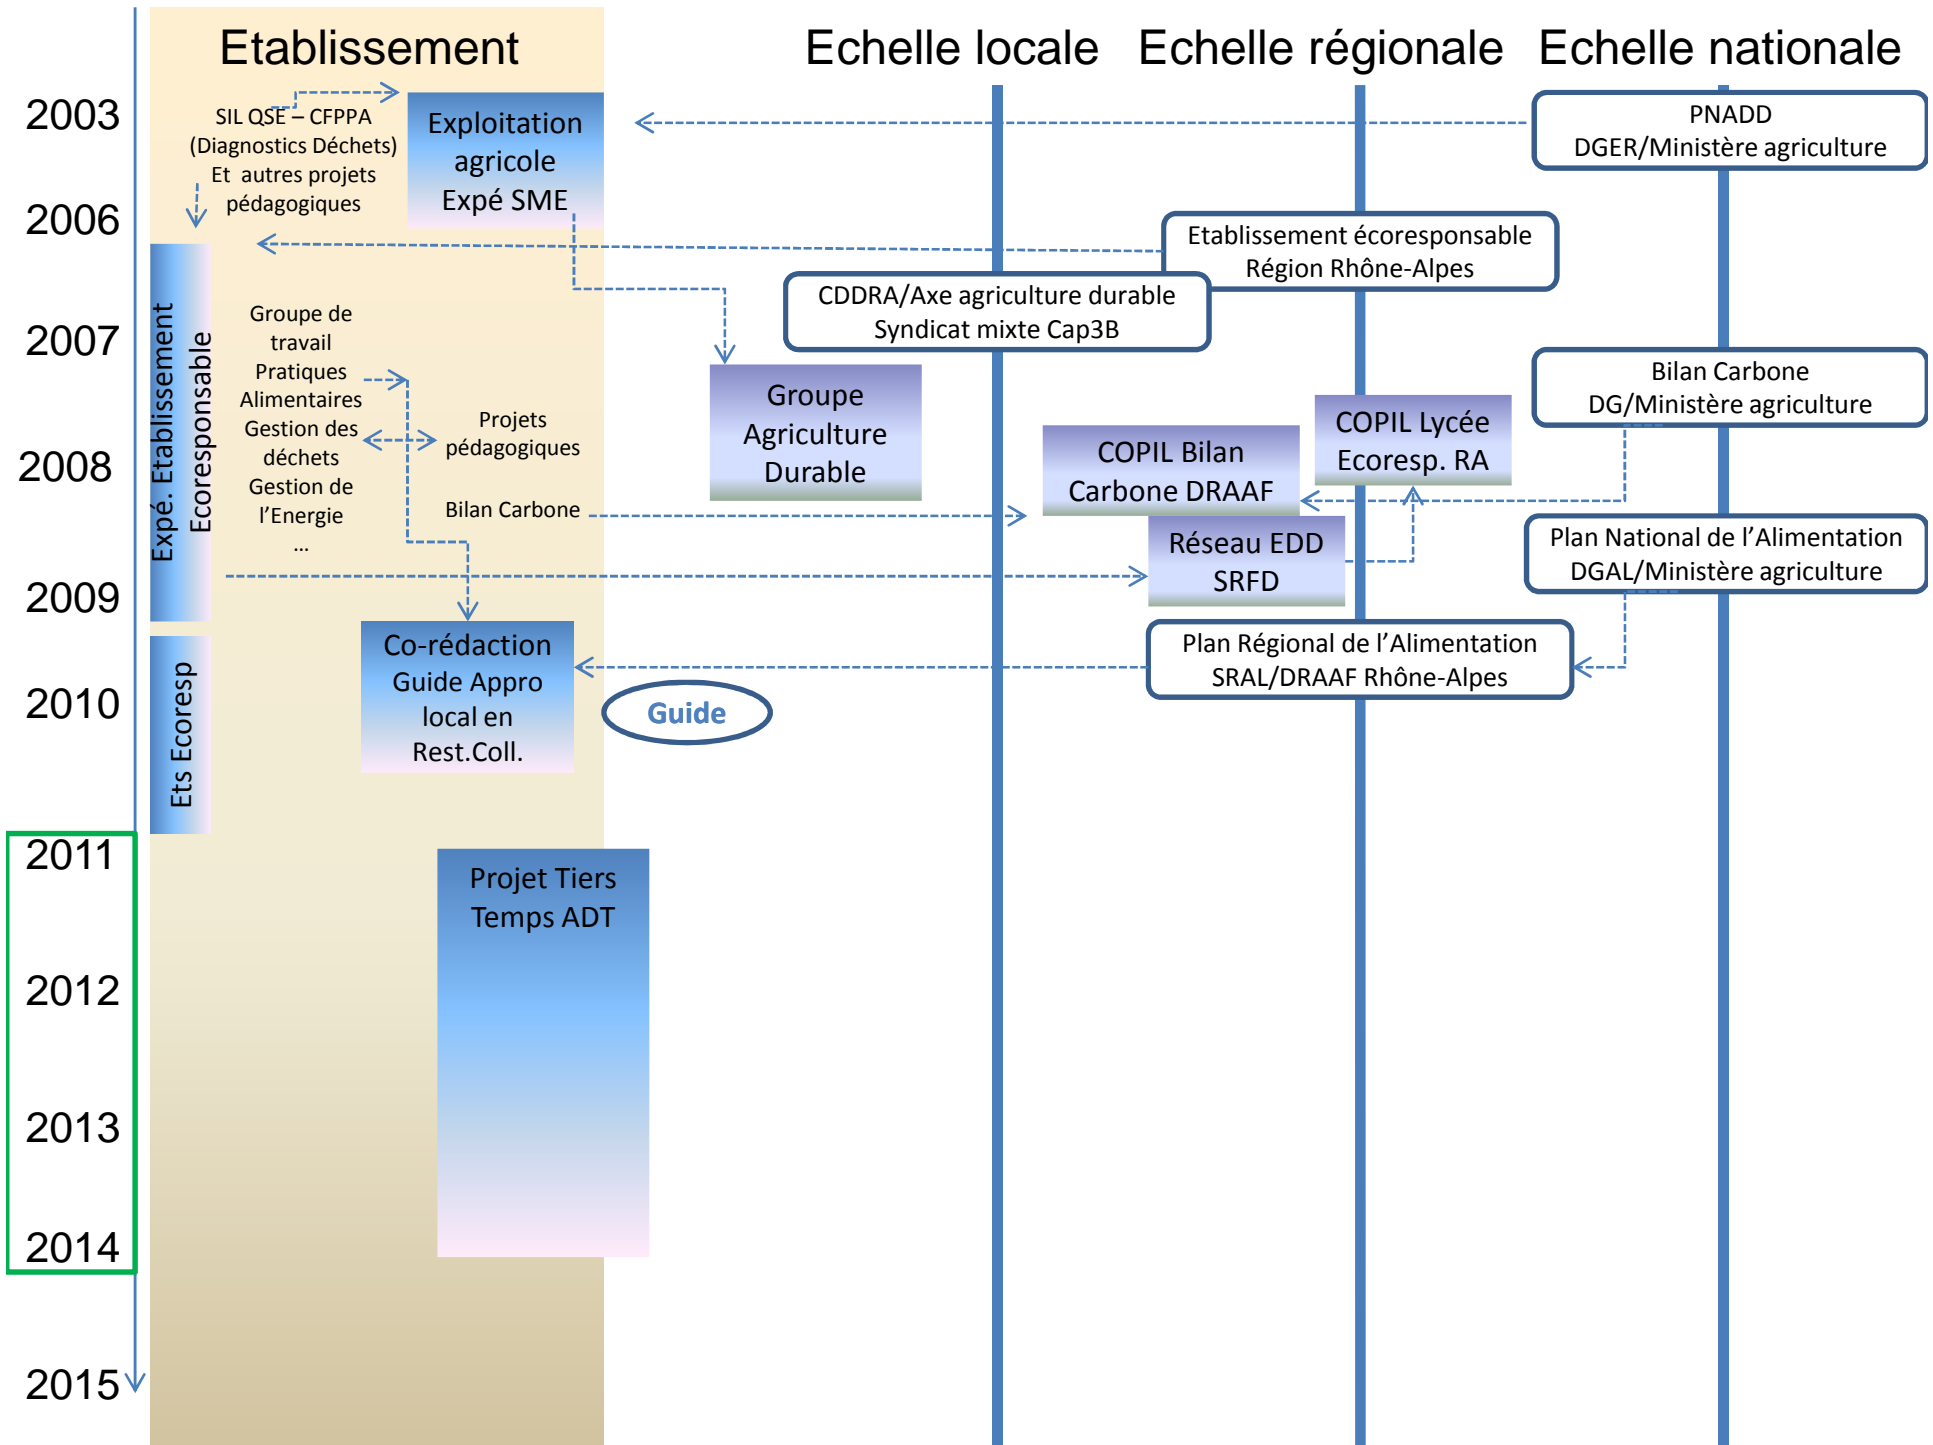 Etablissement
Echelle locale
Echelle régionale
Echelle nationale
2003
SIL QSE – CFPPA
(Diagnostics Déchets)
Et autres projets
pédagogiques
Exploitation
agricole
Expé SME
PNADD
DGER/Ministère agriculture
2006
Etablissement écoresponsable
Région Rhône-Alpes
CDDRA/Axe agriculture durable
Syndicat mixte Cap3B
2007
Expé. Etablissement
Ecoresponsable
Groupe de
travail
Pratiques
Alimentaires
Gestion des
déchets
Gestion de
l’Energie
...
Projets
pédagogiques
Bilan Carbone
Groupe
Agriculture
Durable
COPIL Bilan
Carbone DRAAF
COPIL Lycée
Ecoresp. RA
Bilan Carbone
DG/Ministère agriculture
2008
Réseau EDD
SRFD
Plan National de l’Alimentation
DGAL/Ministère agriculture
2009
Ets Ecoresp
Co-rédaction
Guide Appro
local en
Rest.Coll.
Guide
Plan Régional de l’Alimentation
SRAL/DRAAF Rhône-Alpes
2010
2011
Projet Tiers
Temps ADT
2012
2013
2014
2015